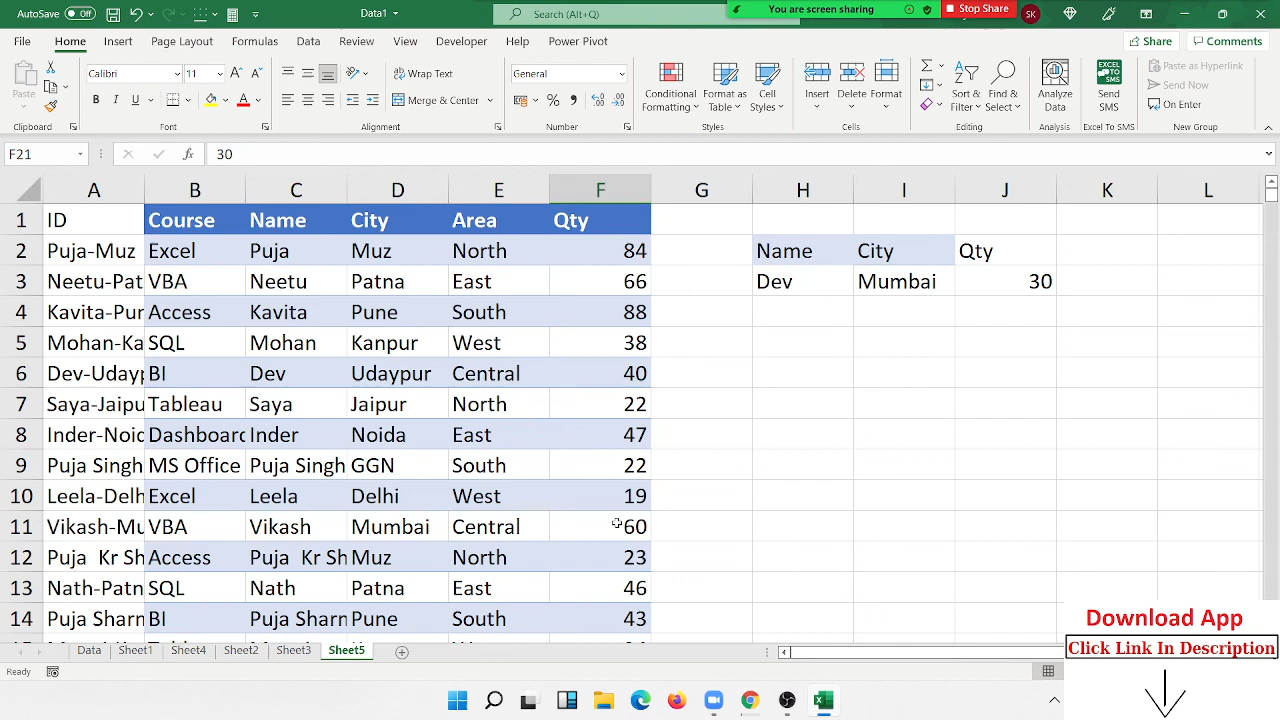 AutoSave Off Data1 Search (Alt+Q) You are screen sharing Stop Share SK
File Home Insert Page Layout Formulas Data Review View Developer Help Power Pivot Share Comments
Paste Calibri 11 Wrap Text General Conditional Formatting Format as Table Cell Styles Insert Delete Format Sort & Filter Find & Select Analyze Data Send SMS Paste as Hyperlink
B I U Merge & Center Send Now
On Enter
Clipboard Font Alignment Number Styles Cells Editing Analysis Excel To SMS New Group
F21 fx 30
A B C D E F G H I J K L
1 ID Course Name City Area Qty
2 Puja-Muz Excel Puja Muz North 84 Name City Qty
3 Neetu-Pat VBA Neetu Patna East 66 Dev Mumbai 30
4 Kavita-Pur Access Kavita Pune South 88
5 Mohan-Ka SQL Mohan Kanpur West 38
6 Dev-Udayp BI Dev Udaypur Central 40
7 Saya-Jaipu Tableau Saya Jaipur North 22
8 Inder-Noid Dashboard Inder Noida East 47
9 Puja Singh MS Office Puja Singh GGN South 22
10 Leela-Delh Excel Leela Delhi West 19
11 Vikash-Mu VBA Vikash Mumbai Central 60
12 Puja Kr Sh Access Puja Kr Sh Muz North 23
13 Nath-Patn SQL Nath Patna East 46
14 Puja Sharm BI Puja Sharm Pune South 43
Download App
Click Link In Description
Data Sheet1 Sheet4 Sheet2 Sheet3 Sheet5
Ready